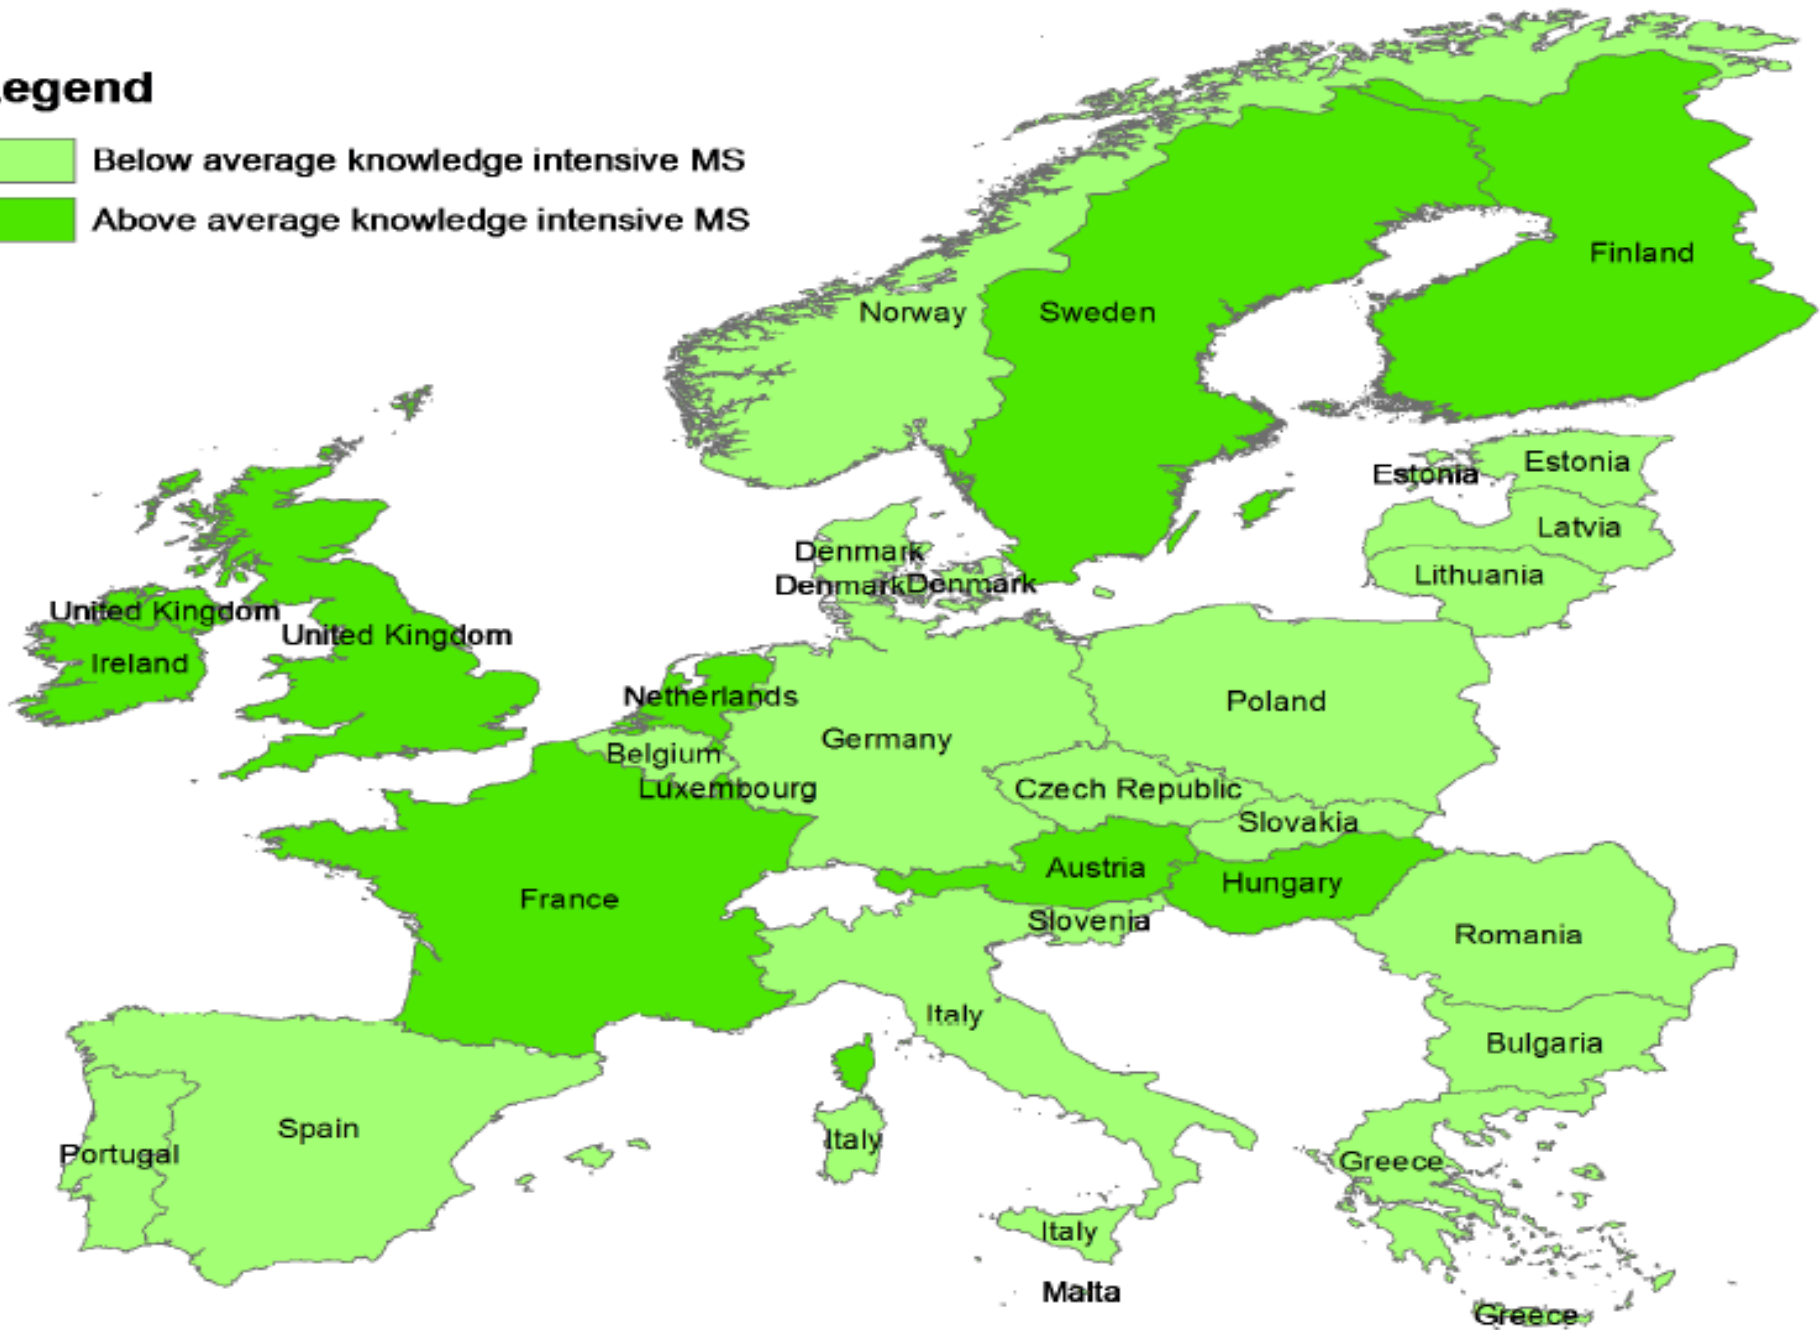 egend
Below average knowledge intensive MS
Above average knowledge intensive MS
Finland
Norway
Sweden
Estonia
Estonia
Latvia
Denmark
Lithuania
Denmark
Denmark
United Kingdom
United Kingdom
Ireland
Netherlands
Poland
Germany
Belgium
Luxembourg
Czech Republic
Slovakia
Austria
Hungary
France
Slovenia
Romania
Italy
Bulgaria
Spain
Italy
Portugal
Greece
Italy
Malta
Greece